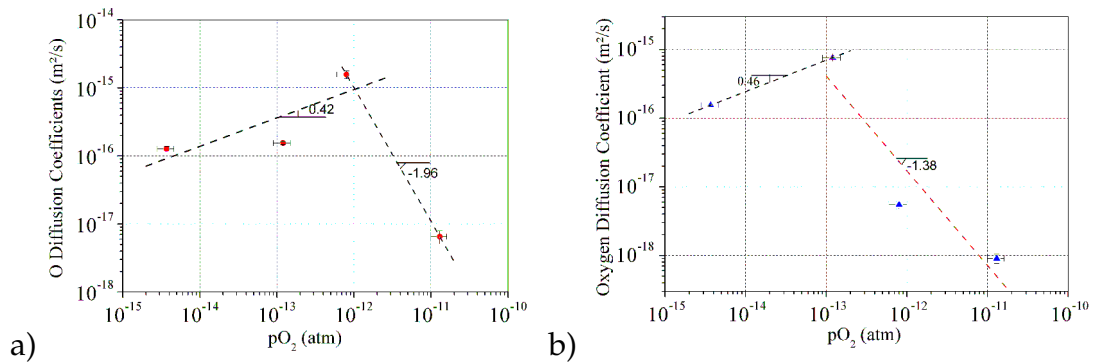 O Diffusion Coefficients (m²/s)
10⁻¹⁴
10⁻¹⁵
10⁻¹⁶
10⁻¹⁷
10⁻¹⁸
0.42
-1.96
10⁻¹⁵ 10⁻¹⁴ 10⁻¹³ 10⁻¹² 10⁻¹¹ 10⁻¹⁰
pO₂ (atm)
a)
Oxygen Diffusion Coefficient (m²/s)
10⁻¹⁵
10⁻¹⁶
10⁻¹⁷
10⁻¹⁸
0.46
-1.38
10⁻¹⁵ 10⁻¹⁴ 10⁻¹³ 10⁻¹² 10⁻¹¹ 10⁻¹⁰
pO₂ (atm)
b)